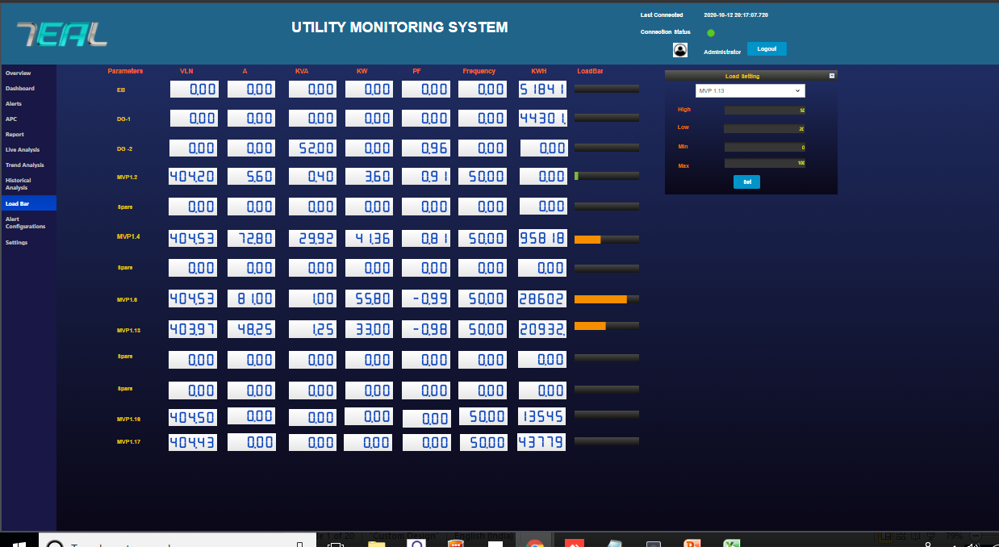 TEAL
UTILITY MONITORING SYSTEM
Last Connected 2020-10-12 20:17:07.720
Connection Status
Administrator Logout
Overview
Dashboard
Alerts
APC
Report
Live Analysis
Trend Analysis
Historical
Analysis
Load Bar
Alert
Configurations
Settings
Parameters VLN A KVA KW PF Frequency KWH LoadBar
EB 0.00 0.00 0.00 0.00 0.00 0.00 51841
DG-1 0.00 0.00 0.00 0.00 0.00 0.00 44301.
DG -2 0.00 0.00 52.00 0.00 0.96 0.00 0.00
MVP1.2 404.20 5.60 0.40 3.60 0.91 50.00 0.00
Spare 0.00 0.00 0.00 0.00 0.00 0.00 0.00
MVP1.4 404.53 72.80 29.92 41.36 0.81 50.00 95818
Spare 0.00 0.00 0.00 0.00 0.00 0.00 0.00
MVP1.6 404.53 81.00 1.00 55.80 -0.99 50.00 28602
MVP1.13 403.97 48.25 1.25 33.00 -0.98 50.00 20932.
Spare 0.00 0.00 0.00 0.00 0.00 0.00 0.00
Spare 0.00 0.00 0.00 0.00 0.00 0.00 0.00
MVP1.16 404.50 0.00 0.00 0.00 0.00 50.00 13545
MVP1.17 404.43 0.00 0.00 0.00 0.00 50.00 43779
Load Setting
MVP 1.13
High 50
Low 20
Min 0
Max 100
Set
1 of 20 "Custom Design" English (India) 79%